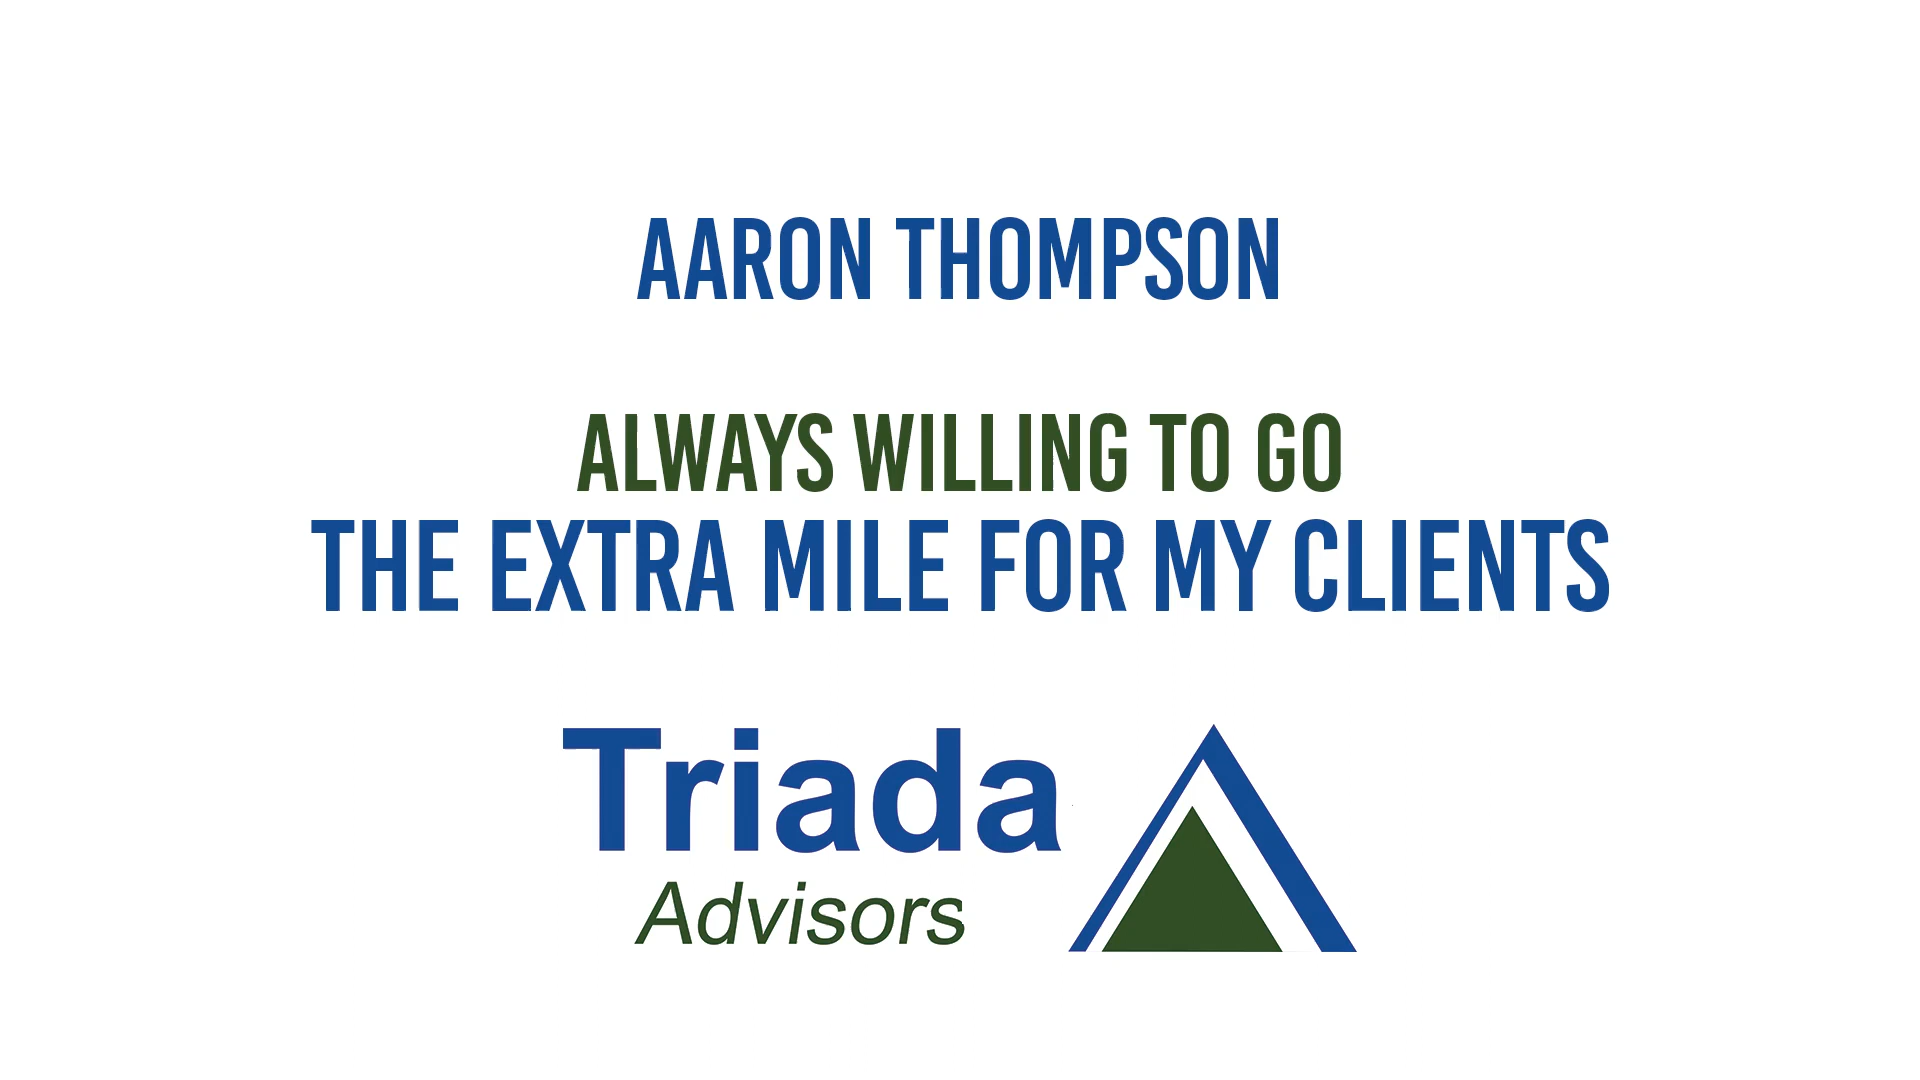 AARON THOMPSON
ALWAYS WILLING TO GO
THE EXTRA MILE FOR MY CLIENTS
Triada
Advisors